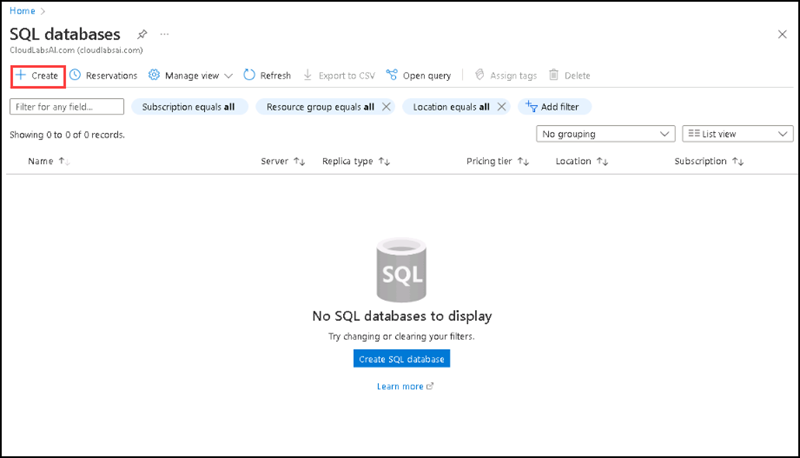 Home
SQL databases
CloudLabsAI.com (cloudlabsai.com)
Create Reservations Manage view Refresh Export to CSV Open query Assign tags Delete
Filter for any field... Subscription equals all Resource group equals all Location equals all Add filter
Showing 0 to 0 of 0 records. No grouping List view
Name Server Replica type Pricing tier Location Subscription
SQL
No SQL databases to display
Try changing or clearing your filters.
Create SQL database
Learn more